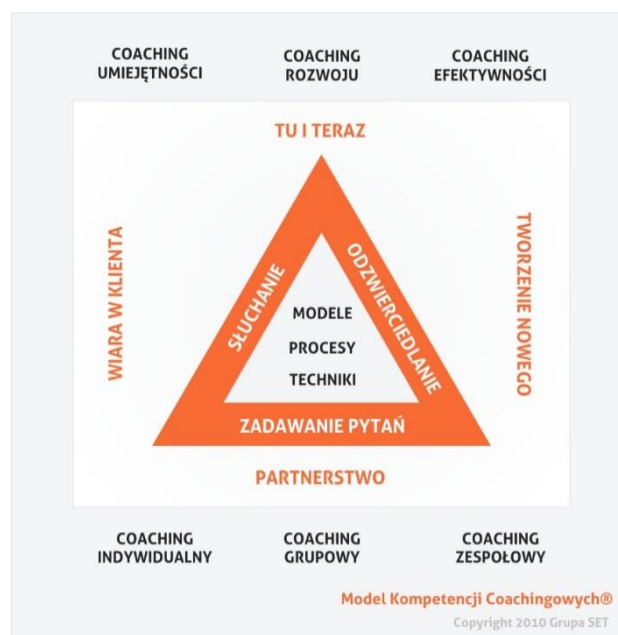 COACHING
UMIEJĘTNOŚCI
COACHING
ROZWOJU
COACHING
EFEKTYWNOŚCI
TU I TERAZ
WIARA W KLIENTA
SŁUCHANIE
ODZWIERCIEDLANIE
TWORZENIE NOWEGO
MODELE
PROCESY
TECHNIKI
ZADAWANIE PYTAŃ
PARTNERSTWO
COACHING
INDYWIDUALNY
COACHING
GRUPOWY
COACHING
ZESPOŁOWY
Model Kompetencji Coachingowych®
Copyright 2010 Grupa SET